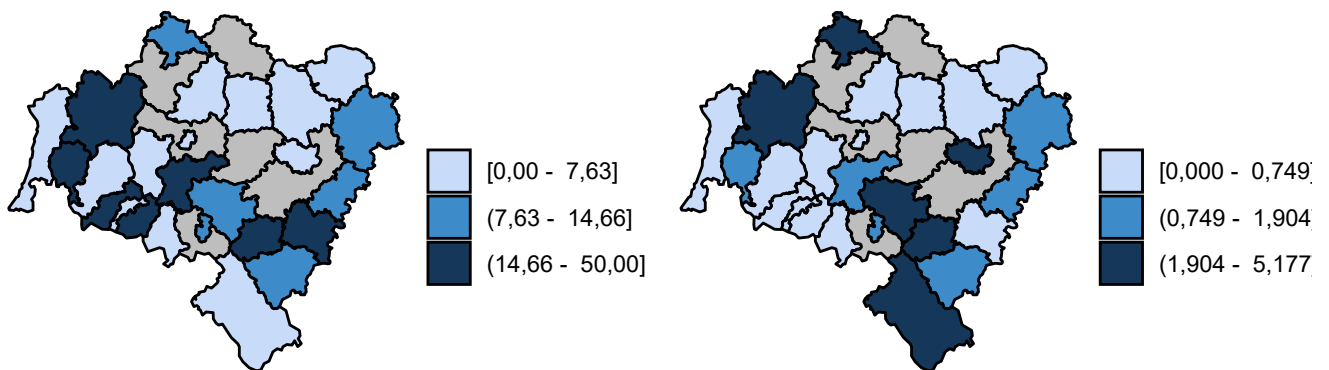 [0,00 - 7,63]
(7,63 - 14,66]
(14,66 - 50,00]
[0,000 - 0,749]
(0,749 - 1,904]
(1,904 - 5,177]